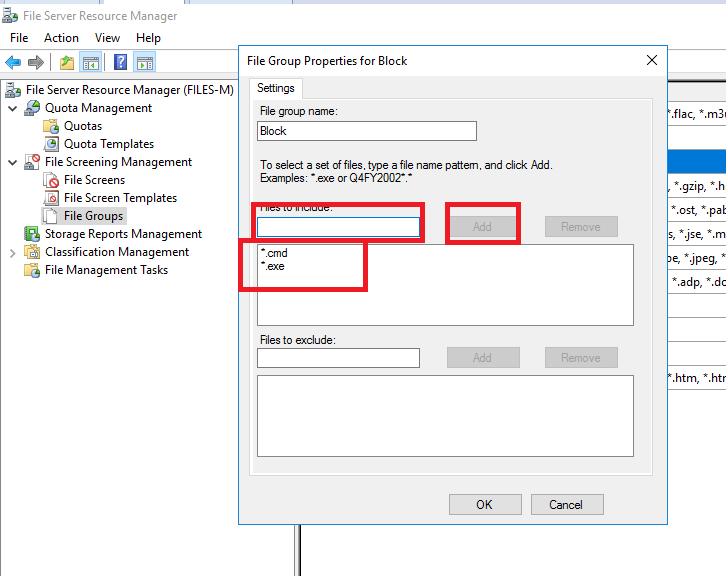 File Server Resource Manager
File Action View Help
File Server Resource Manager (FILES-M)
Quota Management
Quotas
Quota Templates
File Screening Management
File Screens
File Screen Templates
File Groups
Storage Reports Management
Classification Management
File Management Tasks
File Group Properties for Block
Settings
File group name:
Block
To select a set of files, type a file name pattern, and click Add.
Examples: *.exe or Q4FY2002*.*
Files to include:
Add Remove
*.cmd
*.exe
Files to exclude:
Add Remove
OK Cancel
*.flac, *.m3u
, *.gzip, *.h
*.ost, *.pab
*.jse, *.m
*.jpeg, *
*.adp, *.dc
*.htm, *.htm